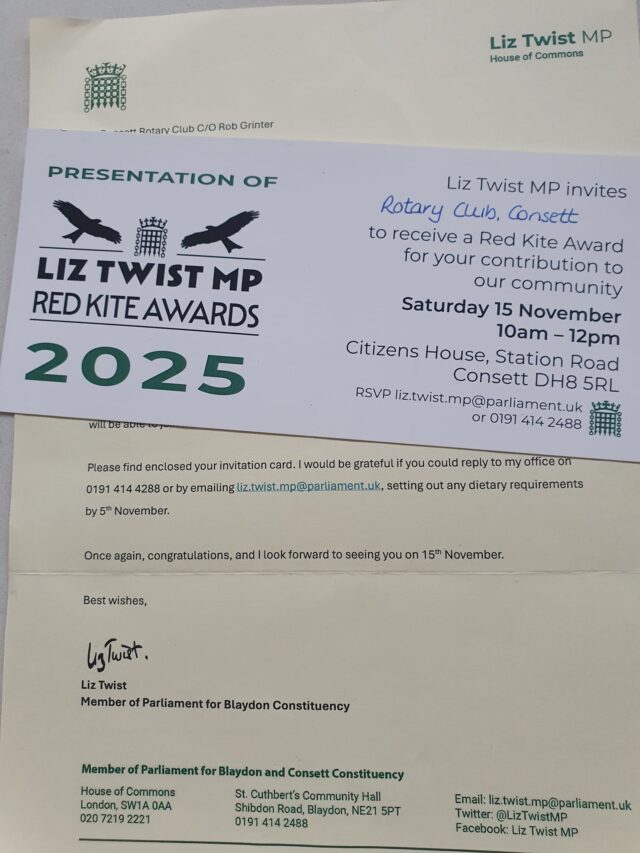 Liz Twist MP
House of Commons
Rotary Club C/O Rob Grinter
PRESENTATION OF
LIZ TWIST MP
RED KITE AWARDS
2025
Liz Twist MP invites
Rotary Club, Consett
to receive a Red Kite Award
for your contribution to
our community
Saturday 15 November
10am – 12pm
Citizens House, Station Road
Consett DH8 5RL
RSVP liz.twist.mp@parliament.uk
or 0191 414 2488
will be able to
Please find enclosed your invitation card. I would be grateful if you could reply to my office on
0191 414 4288 or by emailing liz.twist.mp@parliament.uk, setting out any dietary requirements
by 5th November.
Once again, congratulations, and I look forward to seeing you on 15th November.
Best wishes,
Liz Twist.
Liz Twist
Member of Parliament for Blaydon Constituency
Member of Parliament for Blaydon and Consett Constituency
House of Commons
London, SW1A 0AA
020 7219 2221
St. Cuthbert's Community Hall
Shibdon Road, Blaydon, NE21 5PT
0191 414 2488
Email: liz.twist.mp@parliament.uk
Twitter: @LizTwistMP
Facebook: Liz Twist MP